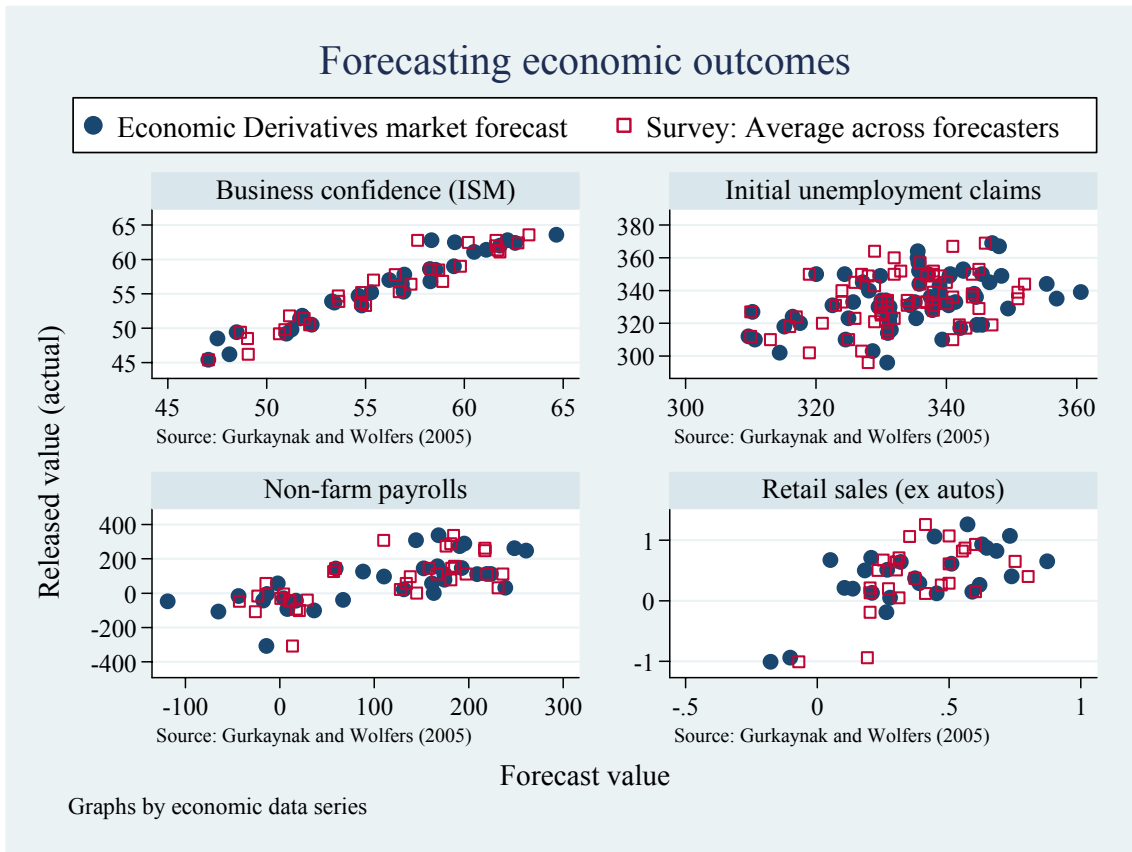 Forecasting economic outcomes
Economic Derivatives market forecast
Survey: Average across forecasters
Released value (actual)
Business confidence (ISM)
65
60
55
50
45
45 50 55 60 65
Source: Gurkaynak and Wolfers (2005)
Initial unemployment claims
380
360
340
320
300
300 320 340 360
Source: Gurkaynak and Wolfers (2005)
Non-farm payrolls
400
200
0
-200
-400
-100 0 100 200 300
Source: Gurkaynak and Wolfers (2005)
Retail sales (ex autos)
1
0
-1
-.5 0 .5 1
Source: Gurkaynak and Wolfers (2005)
Forecast value
Graphs by economic data series